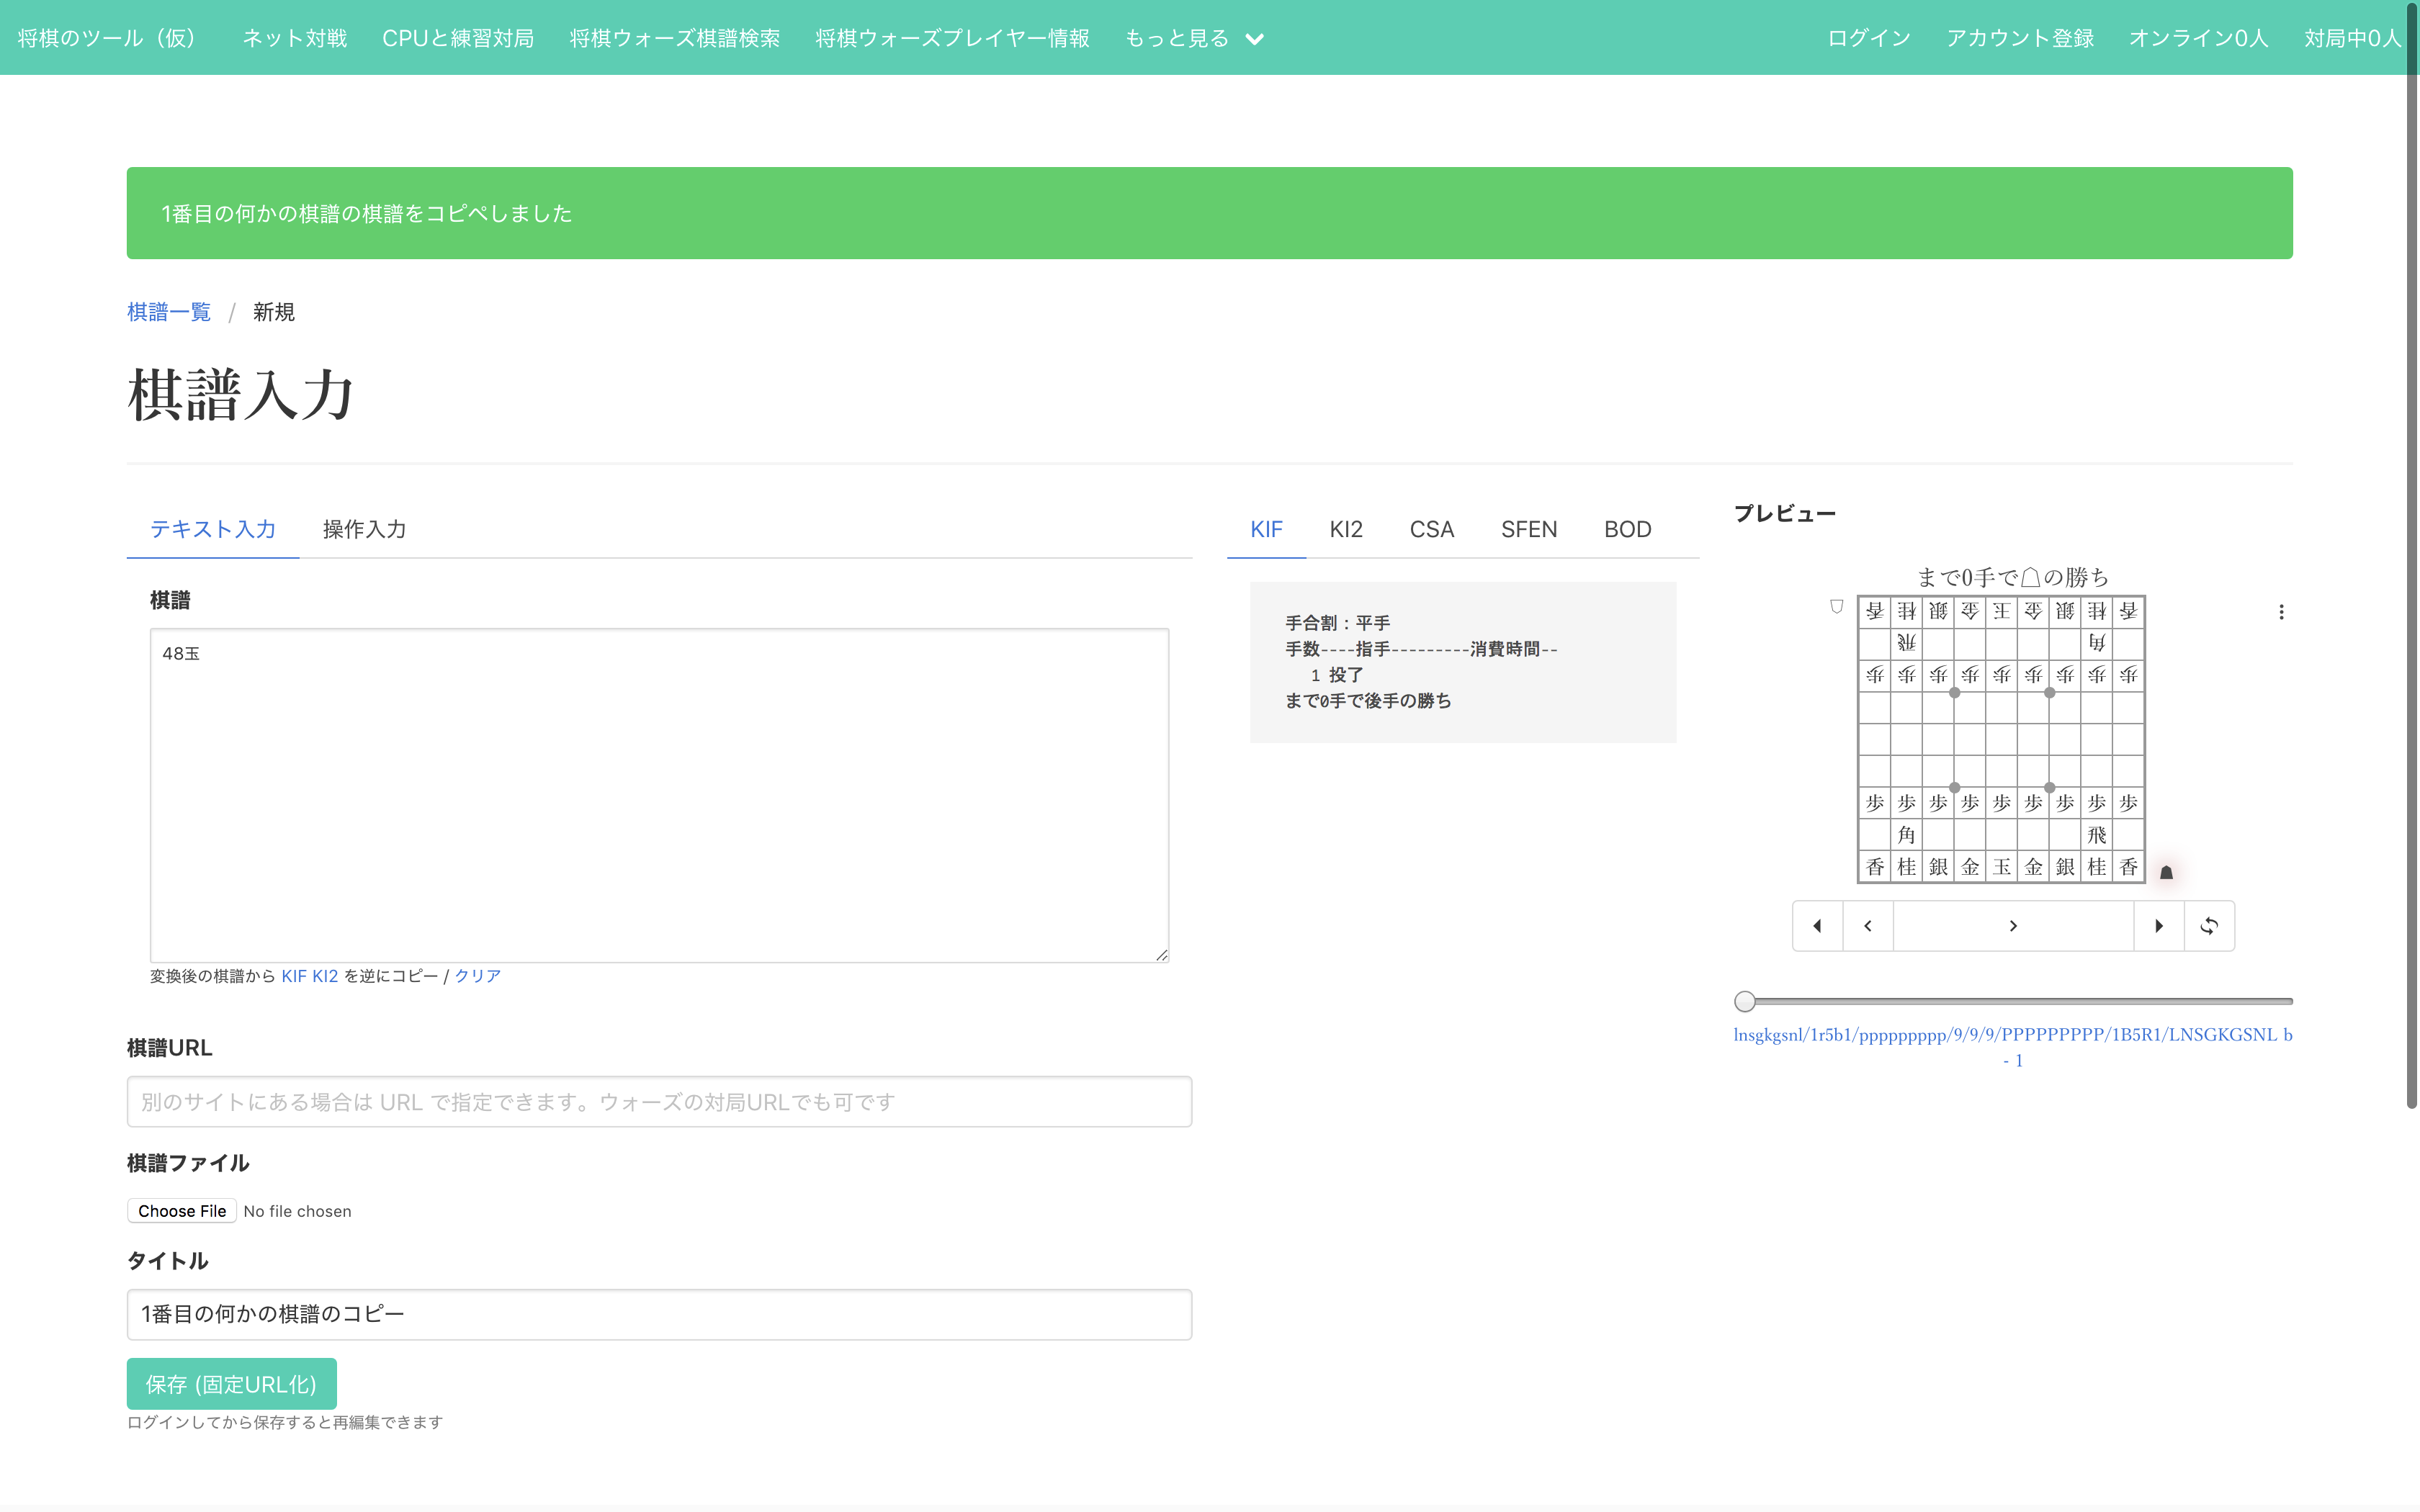 将棋のツール（仮） ネット対戦 CPUと練習対局 将棋ウォーズ棋譜検索 将棋ウォーズプレイヤー情報 もっと見る ログイン アカウント登録 オンライン0人 対局中0人
1番目の何かの棋譜の棋譜をコピペしました
棋譜一覧 / 新規
棋譜入力
テキスト入力 操作入力
棋譜
48玉
変換後の棋譜から KIF KI2 を逆にコピー / クリア
棋譜URL
別のサイトにある場合は URL で指定できます。ウォーズの対局URLでも可です
棋譜ファイル
Choose File No file chosen
タイトル
1番目の何かの棋譜のコピー
保存 (固定URL化)
ログインしてから保存すると再編集できます
KIF KI2 CSA SFEN BOD
手合割：平手
手数----指手---------消費時間--
1 投了
まで0手で後手の勝ち
プレビュー
まで0手で☖の勝ち
香 桂 銀 金 玉 金 銀 桂 香
飛 角
歩 歩 歩 歩 歩 歩 歩 歩 歩
歩 歩 歩 歩 歩 歩 歩 歩 歩
角 飛
香 桂 銀 金 玉 金 銀 桂 香
lnsgkgsnl/1r5b1/ppppppppp/9/9/9/PPPPPPPPP/1B5R1/LNSGKGSNL b
- 1